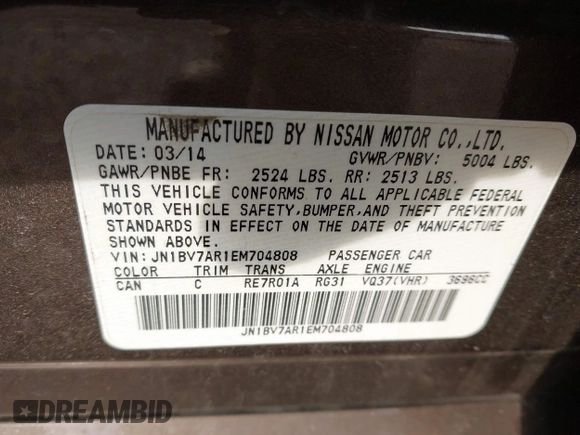 MANUFACTURED BY NISSAN MOTOR CO.,LTD.
DATE: 03/14 GVWR/PNBV: 5004 LBS.
GAWR/PNBE FR: 2524 LBS. RR: 2513 LBS.
THIS VEHICLE CONFORMS TO ALL APPLICABLE FEDERAL
MOTOR VEHICLE SAFETY,BUMPER,AND THEFT PREVENTION
STANDARDS IN EFFECT ON THE DATE OF MANUFACTURE
SHOWN ABOVE.
VIN: JN1BV7AR1EM704808 PASSENGER CAR
COLOR TRIM TRANS AXLE ENGINE
CAN C RE7R01A RG31 VQ37(VHR) 3696CC
JN1BV7AR1EM704808
DREAMBID